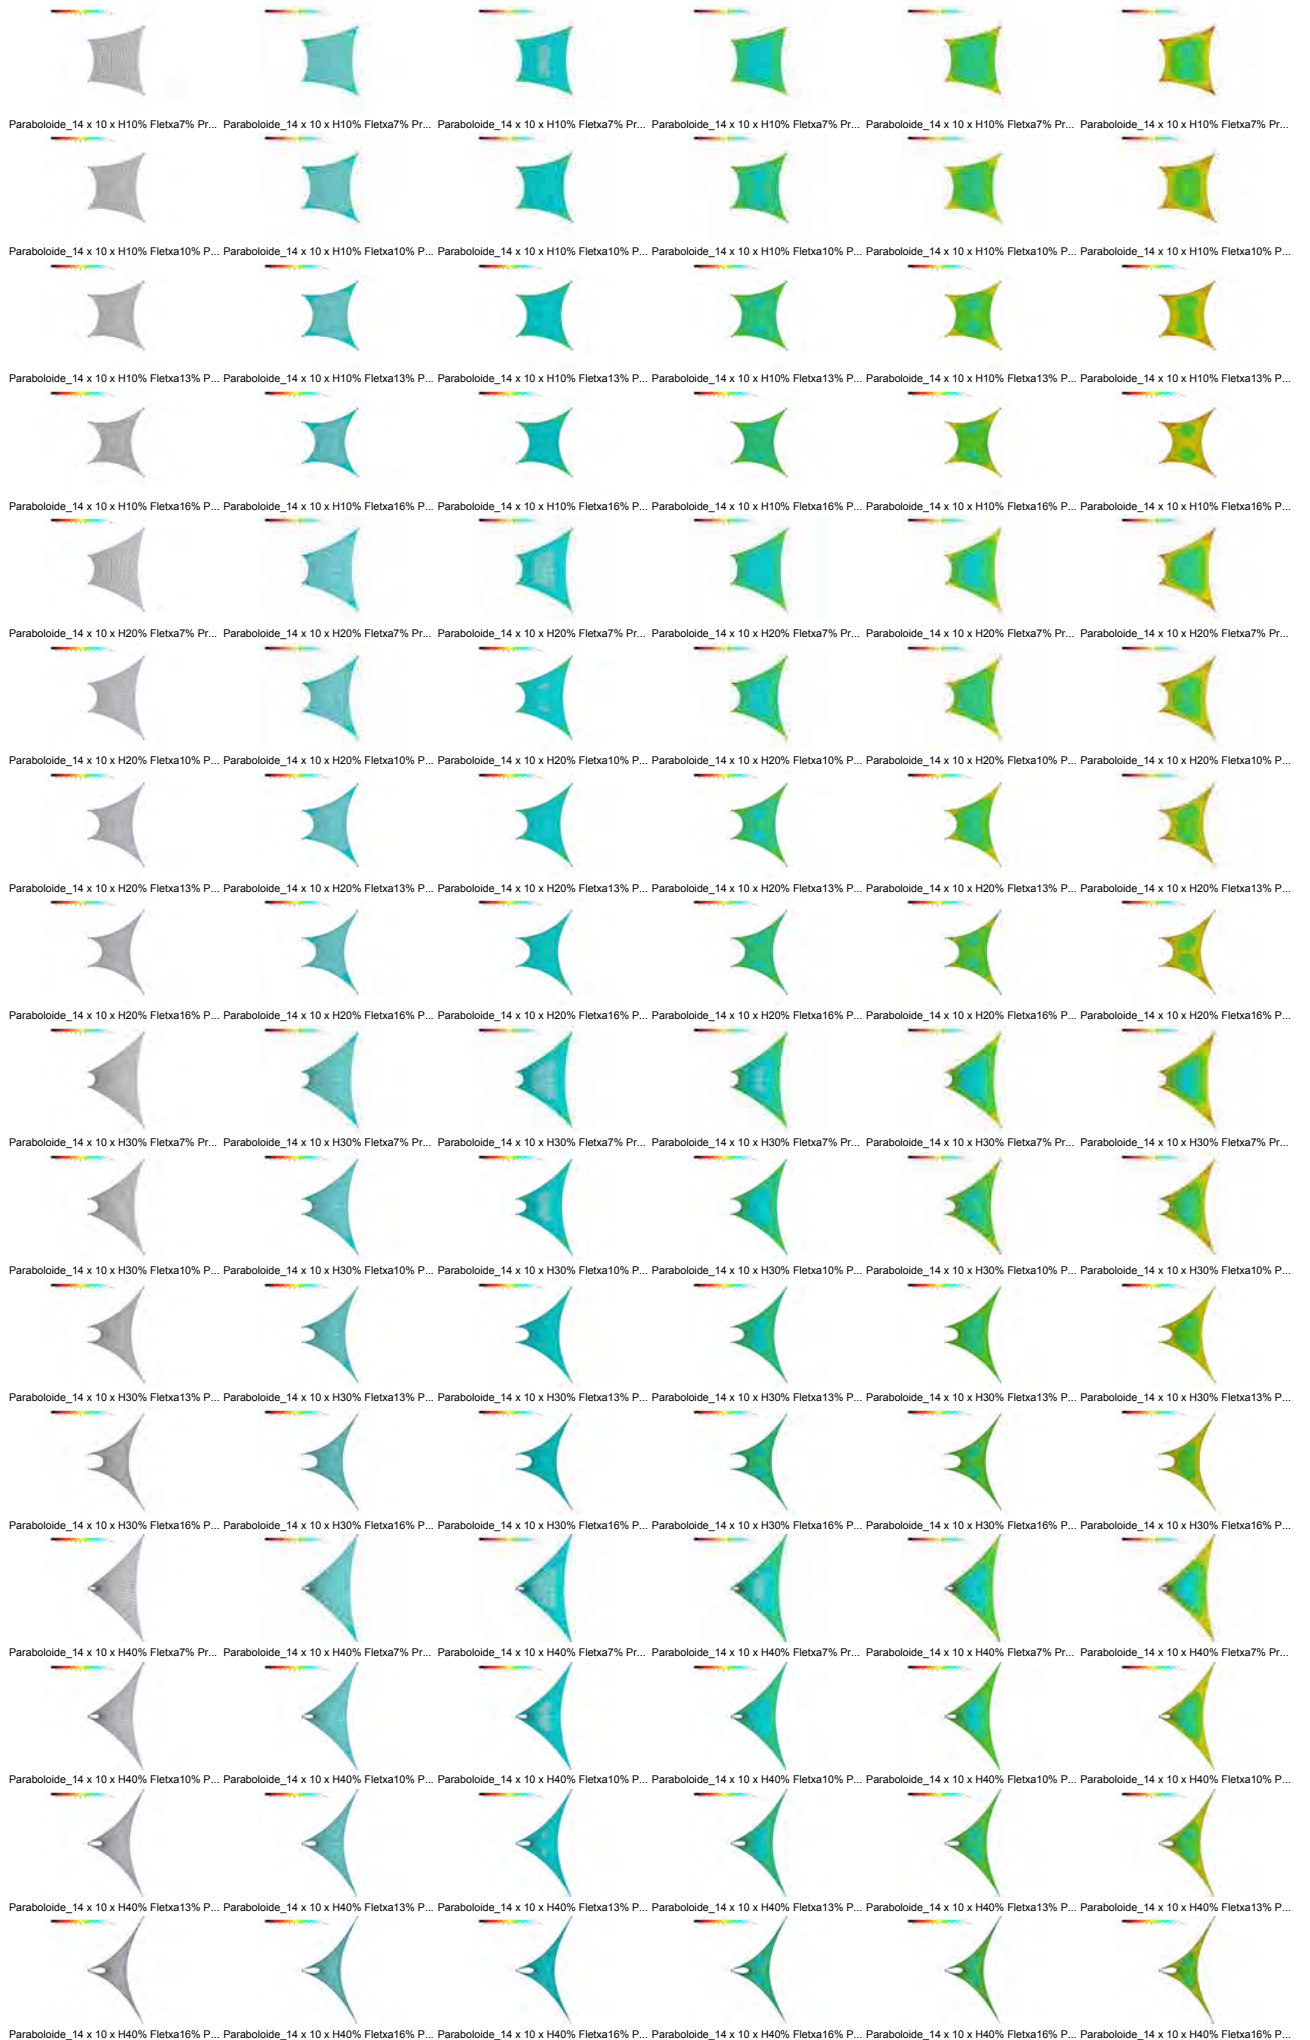 Paraboloide_14 x 10 x H10% Fletxa7% Pr... Paraboloide_14 x 10 x H10% Fletxa7% Pr... Paraboloide_14 x 10 x H10% Fletxa7% Pr... Paraboloide_14 x 10 x H10% Fletxa7% Pr... Paraboloide_14 x 10 x H10% Fletxa7% Pr... Paraboloide_14 x 10 x H10% Fletxa7% Pr...
Paraboloide_14 x 10 x H10% Fletxa10% P... Paraboloide_14 x 10 x H10% Fletxa10% P... Paraboloide_14 x 10 x H10% Fletxa10% P... Paraboloide_14 x 10 x H10% Fletxa10% P... Paraboloide_14 x 10 x H10% Fletxa10% P... Paraboloide_14 x 10 x H10% Fletxa10% P...
Paraboloide_14 x 10 x H10% Fletxa13% P... Paraboloide_14 x 10 x H10% Fletxa13% P... Paraboloide_14 x 10 x H10% Fletxa13% P... Paraboloide_14 x 10 x H10% Fletxa13% P... Paraboloide_14 x 10 x H10% Fletxa13% P... Paraboloide_14 x 10 x H10% Fletxa13% P...
Paraboloide_14 x 10 x H10% Fletxa16% P... Paraboloide_14 x 10 x H10% Fletxa16% P... Paraboloide_14 x 10 x H10% Fletxa16% P... Paraboloide_14 x 10 x H10% Fletxa16% P... Paraboloide_14 x 10 x H10% Fletxa16% P... Paraboloide_14 x 10 x H10% Fletxa16% P...
Paraboloide_14 x 10 x H20% Fletxa7% Pr... Paraboloide_14 x 10 x H20% Fletxa7% Pr... Paraboloide_14 x 10 x H20% Fletxa7% Pr... Paraboloide_14 x 10 x H20% Fletxa7% Pr... Paraboloide_14 x 10 x H20% Fletxa7% Pr... Paraboloide_14 x 10 x H20% Fletxa7% Pr...
Paraboloide_14 x 10 x H20% Fletxa10% P... Paraboloide_14 x 10 x H20% Fletxa10% P... Paraboloide_14 x 10 x H20% Fletxa10% P... Paraboloide_14 x 10 x H20% Fletxa10% P... Paraboloide_14 x 10 x H20% Fletxa10% P... Paraboloide_14 x 10 x H20% Fletxa10% P...
Paraboloide_14 x 10 x H20% Fletxa13% P... Paraboloide_14 x 10 x H20% Fletxa13% P... Paraboloide_14 x 10 x H20% Fletxa13% P... Paraboloide_14 x 10 x H20% Fletxa13% P... Paraboloide_14 x 10 x H20% Fletxa13% P... Paraboloide_14 x 10 x H20% Fletxa13% P...
Paraboloide_14 x 10 x H20% Fletxa16% P... Paraboloide_14 x 10 x H20% Fletxa16% P... Paraboloide_14 x 10 x H20% Fletxa16% P... Paraboloide_14 x 10 x H20% Fletxa16% P... Paraboloide_14 x 10 x H20% Fletxa16% P... Paraboloide_14 x 10 x H20% Fletxa16% P...
Paraboloide_14 x 10 x H30% Fletxa7% Pr... Paraboloide_14 x 10 x H30% Fletxa7% Pr... Paraboloide_14 x 10 x H30% Fletxa7% Pr... Paraboloide_14 x 10 x H30% Fletxa7% Pr... Paraboloide_14 x 10 x H30% Fletxa7% Pr... Paraboloide_14 x 10 x H30% Fletxa7% Pr...
Paraboloide_14 x 10 x H30% Fletxa10% P... Paraboloide_14 x 10 x H30% Fletxa10% P... Paraboloide_14 x 10 x H30% Fletxa10% P... Paraboloide_14 x 10 x H30% Fletxa10% P... Paraboloide_14 x 10 x H30% Fletxa10% P... Paraboloide_14 x 10 x H30% Fletxa10% P...
Paraboloide_14 x 10 x H30% Fletxa13% P... Paraboloide_14 x 10 x H30% Fletxa13% P... Paraboloide_14 x 10 x H30% Fletxa13% P... Paraboloide_14 x 10 x H30% Fletxa13% P... Paraboloide_14 x 10 x H30% Fletxa13% P... Paraboloide_14 x 10 x H30% Fletxa13% P...
Paraboloide_14 x 10 x H30% Fletxa16% P... Paraboloide_14 x 10 x H30% Fletxa16% P... Paraboloide_14 x 10 x H30% Fletxa16% P... Paraboloide_14 x 10 x H30% Fletxa16% P... Paraboloide_14 x 10 x H30% Fletxa16% P... Paraboloide_14 x 10 x H30% Fletxa16% P...
Paraboloide_14 x 10 x H40% Fletxa7% Pr... Paraboloide_14 x 10 x H40% Fletxa7% Pr... Paraboloide_14 x 10 x H40% Fletxa7% Pr... Paraboloide_14 x 10 x H40% Fletxa7% Pr... Paraboloide_14 x 10 x H40% Fletxa7% Pr... Paraboloide_14 x 10 x H40% Fletxa7% Pr...
Paraboloide_14 x 10 x H40% Fletxa10% P... Paraboloide_14 x 10 x H40% Fletxa10% P... Paraboloide_14 x 10 x H40% Fletxa10% P... Paraboloide_14 x 10 x H40% Fletxa10% P... Paraboloide_14 x 10 x H40% Fletxa10% P... Paraboloide_14 x 10 x H40% Fletxa10% P...
Paraboloide_14 x 10 x H40% Fletxa13% P... Paraboloide_14 x 10 x H40% Fletxa13% P... Paraboloide_14 x 10 x H40% Fletxa13% P... Paraboloide_14 x 10 x H40% Fletxa13% P... Paraboloide_14 x 10 x H40% Fletxa13% P... Paraboloide_14 x 10 x H40% Fletxa13% P...
Paraboloide_14 x 10 x H40% Fletxa16% P... Paraboloide_14 x 10 x H40% Fletxa16% P... Paraboloide_14 x 10 x H40% Fletxa16% P... Paraboloide_14 x 10 x H40% Fletxa16% P... Paraboloide_14 x 10 x H40% Fletxa16% P... Paraboloide_14 x 10 x H40% Fletxa16% P...